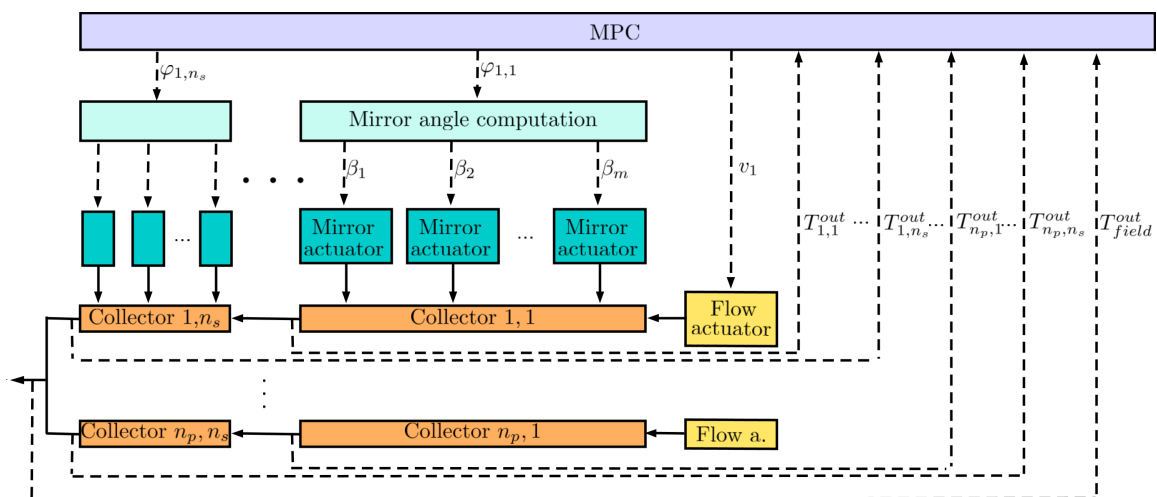 MPC
φ1,ns
φ1,1
Mirror angle computation
β1
β2
βm
v1
. . .
Mirror
actuator
Mirror
actuator
Mirror
actuator
...
...
T^out_1,1 ... T^out_1,ns ... T^out_np,1 ... T^out_np,ns T^out_field
Collector 1,ns
Collector 1, 1
Flow
actuator
Collector np, ns
Collector np, 1
Flow a.